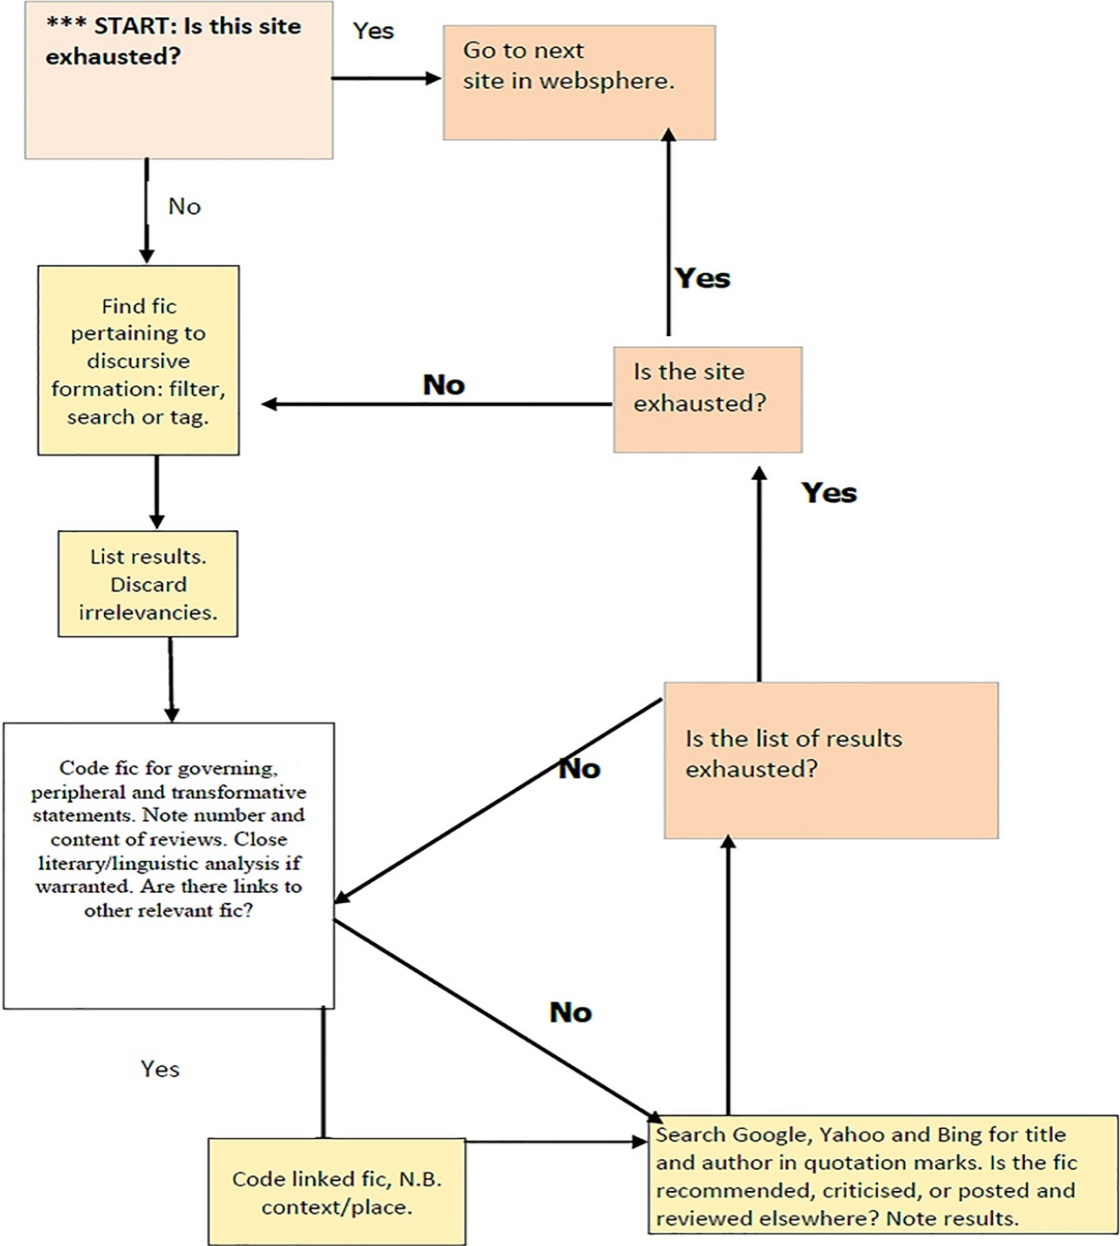 *** START: Is this site
exhausted?
Yes
Go to next
site in websphere.
No
Find fic
pertaining to
discursive
formation: filter,
search or tag.
Yes
Is the site
exhausted?
No
Yes
List results.
Discard
irrelevancies.
Is the list of results
exhausted?
No
Code fic for governing,
peripheral and transformative
statements. Note number and
content of reviews. Close
literary/linguistic analysis if
warranted. Are there links to
other relevant fic?
No
Yes
Code linked fic, N.B.
context/place.
Search Google, Yahoo and Bing for title
and author in quotation marks. Is the fic
recommended, criticised, or posted and
reviewed elsewhere? Note results.